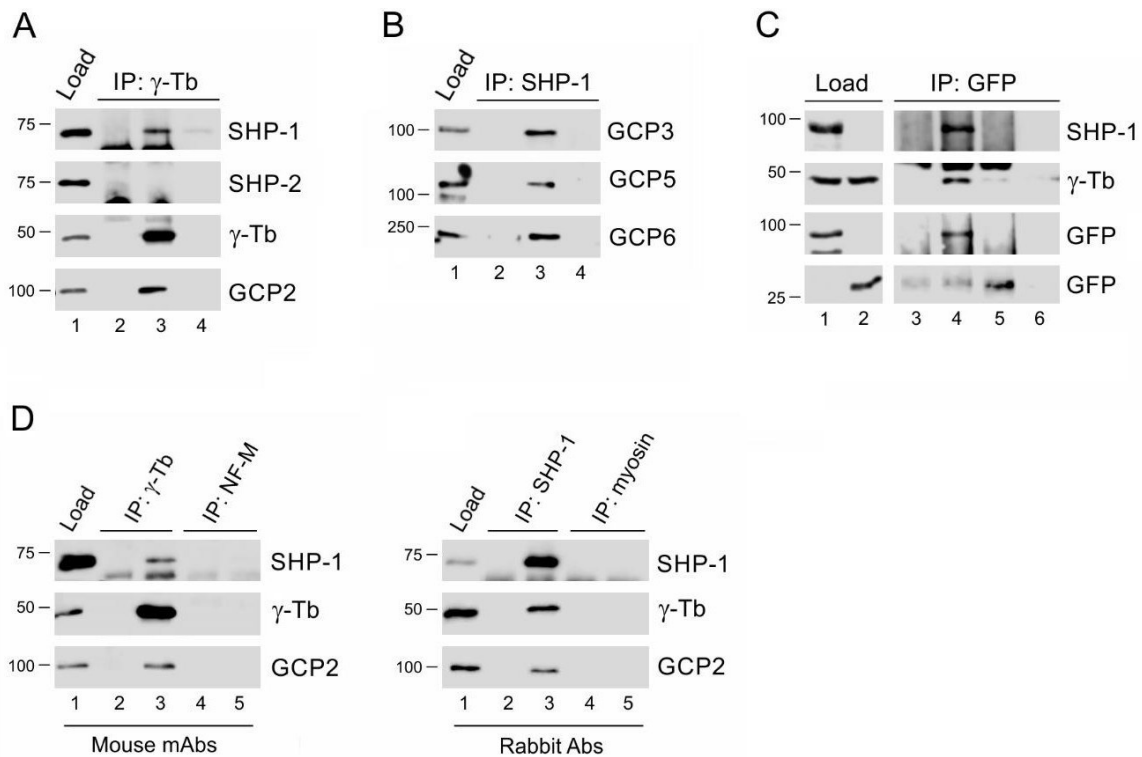 A
Load
IP: γ-Tb
75
SHP-1
75
SHP-2
50
γ-Tb
100
GCP2
1 2 3 4
B
Load
IP: SHP-1
100
GCP3
100
GCP5
250
GCP6
1 2 3 4
C
Load IP: GFP
100
SHP-1
50
γ-Tb
100
GFP
25
GFP
1 2 3 4 5 6
D
Load
IP: γ-Tb
IP: NF-M
75
SHP-1
50
γ-Tb
100
GCP2
1 2 3 4 5
Mouse mAbs
Load
IP: SHP-1
IP: myosin
75
SHP-1
50
γ-Tb
100
GCP2
1 2 3 4 5
Rabbit Abs